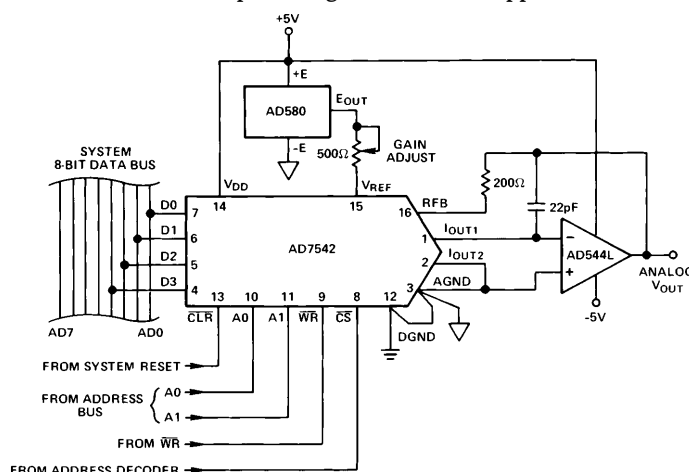 +5V
+E
AD580
EOUT
-E
500Ω
GAIN
ADJUST
SYSTEM
8-BIT DATA BUS
VDD
VREF
RFB
200Ω
22pF
D0
D1
D2
D3
7
6
5
4
14
15
16
1
2
3
AD7542
IOUT1
IOUT2
AGND
−
+
AD544L
ANALOG
VOUT
-5V
13
10
11
9
8
12
CLR
A0
A1
WR
CS
DGND
AD7
AD0
FROM SYSTEM RESET
FROM ADDRESS
BUS
A0
A1
FROM WR
FROM ADDRESS DECODER